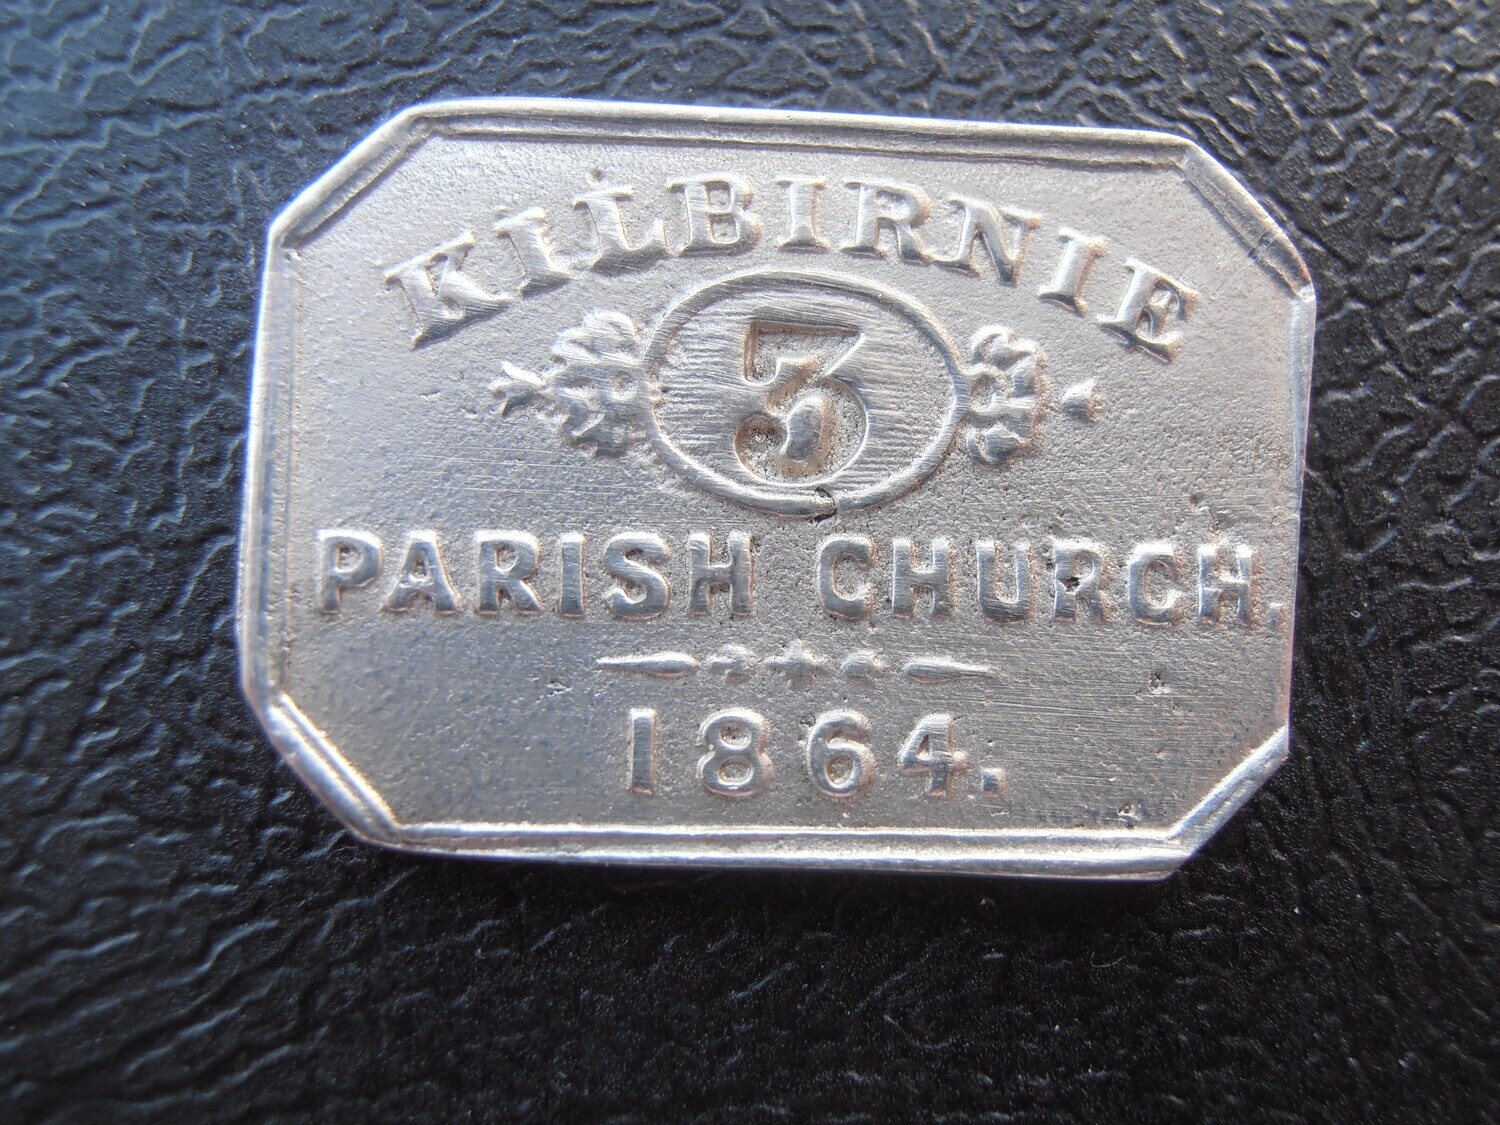 KILBIRNIE
3
PARISH CHURCH.
1864.